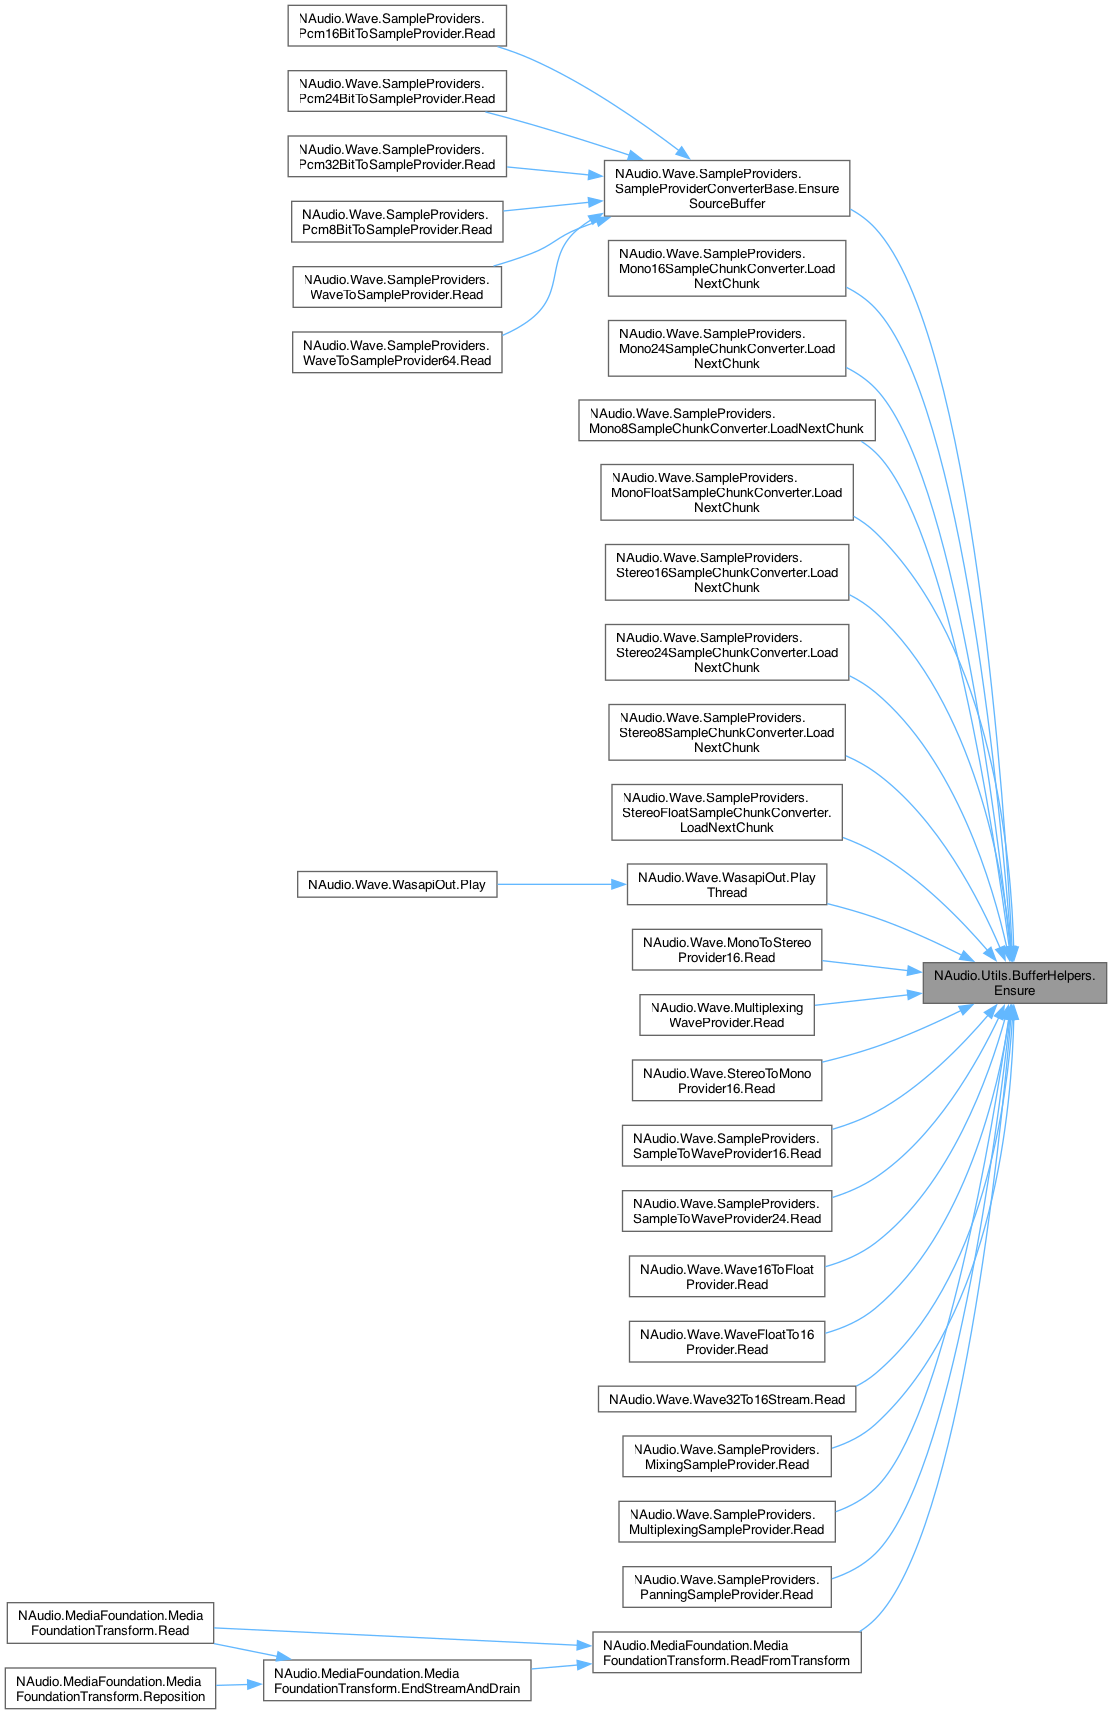 NAudio.Wave.SampleProviders.
Pcm16BitToSampleProvider.Read
NAudio.Wave.SampleProviders.
Pcm24BitToSampleProvider.Read
NAudio.Wave.SampleProviders.
Pcm32BitToSampleProvider.Read
NAudio.Wave.SampleProviders.
Pcm8BitToSampleProvider.Read
NAudio.Wave.SampleProviders.
WaveToSampleProvider.Read
NAudio.Wave.SampleProviders.
WaveToSampleProvider64.Read
NAudio.Wave.SampleProviders.
SampleProviderConverterBase.Ensure
SourceBuffer
NAudio.Wave.SampleProviders.
Mono16SampleChunkConverter.Load
NextChunk
NAudio.Wave.SampleProviders.
Mono24SampleChunkConverter.Load
NextChunk
NAudio.Wave.SampleProviders.
Mono8SampleChunkConverter.LoadNextChunk
NAudio.Wave.SampleProviders.
MonoFloatSampleChunkConverter.Load
NextChunk
NAudio.Wave.SampleProviders.
Stereo16SampleChunkConverter.Load
NextChunk
NAudio.Wave.SampleProviders.
Stereo24SampleChunkConverter.Load
NextChunk
NAudio.Wave.SampleProviders.
Stereo8SampleChunkConverter.Load
NextChunk
NAudio.Wave.SampleProviders.
StereoFloatSampleChunkConverter.
LoadNextChunk
NAudio.Wave.WasapiOut.Play
NAudio.Wave.WasapiOut.Play
Thread
NAudio.Wave.MonoToStereo
Provider16.Read
NAudio.Wave.Multiplexing
WaveProvider.Read
NAudio.Utils.BufferHelpers.
Ensure
NAudio.Wave.StereoToMono
Provider16.Read
NAudio.Wave.SampleProviders.
SampleToWaveProvider16.Read
NAudio.Wave.SampleProviders.
SampleToWaveProvider24.Read
NAudio.Wave.Wave16ToFloat
Provider.Read
NAudio.Wave.WaveFloatTo16
Provider.Read
NAudio.Wave.Wave32To16Stream.Read
NAudio.Wave.SampleProviders.
MixingSampleProvider.Read
NAudio.Wave.SampleProviders.
MultiplexingSampleProvider.Read
NAudio.Wave.SampleProviders.
PanningSampleProvider.Read
NAudio.MediaFoundation.Media
FoundationTransform.Read
NAudio.MediaFoundation.Media
FoundationTransform.ReadFromTransform
NAudio.MediaFoundation.Media
FoundationTransform.EndStreamAndDrain
NAudio.MediaFoundation.Media
FoundationTransform.Reposition